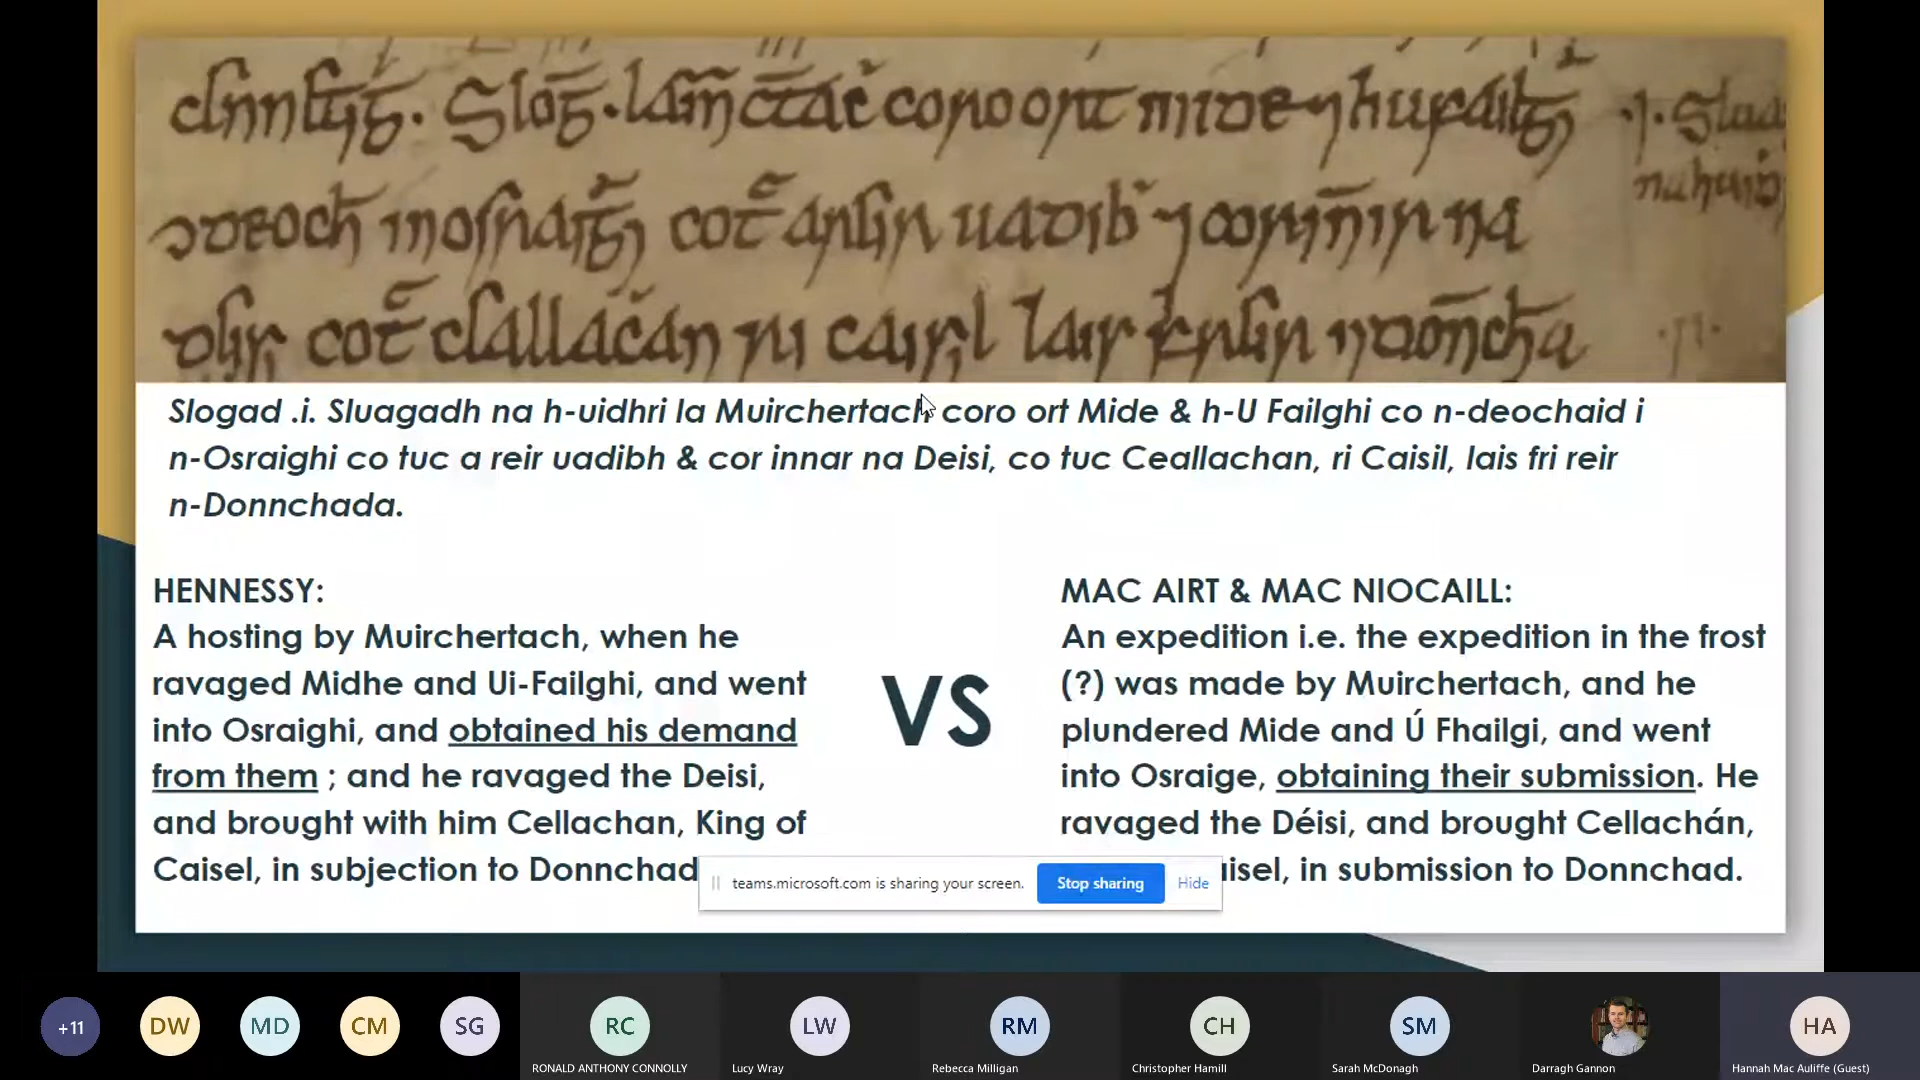 Slogad .i. Sluagadh na h-uidhri la Muirchertach coro ort Mide & h-U Failghi co n-deochaid i
n-Osraighi co tuc a reir uadibh & cor innar na Deisi, co tuc Ceallachan, ri Caisil, lais fri reir
n-Donnchada.
HENNESSY:
A hosting by Muirchertach, when he
ravaged Midhe and Ui-Failghi, and went
into Osraighi, and obtained his demand
from them ; and he ravaged the Deisi,
and brought with him Cellachan, King of
Caisel, in subjection to Donnchad
VS
MAC AIRT & MAC NIOCAILL:
An expedition i.e. the expedition in the frost
(?) was made by Muirchertach, and he
plundered Mide and Ú Fhailgi, and went
into Osraige, obtaining their submission. He
ravaged the Déisi, and brought Cellachán,
aisel, in submission to Donnchad.
teams.microsoft.com is sharing your screen.
Stop sharing
Hide
+11
DW
MD
CM
SG
RC
RONALD ANTHONY CONNOLLY
LW
Lucy Wray
RM
Rebecca Milligan
CH
Christopher Hamill
SM
Sarah McDonagh
Darragh Gannon
HA
Hannah Mac Auliffe (Guest)